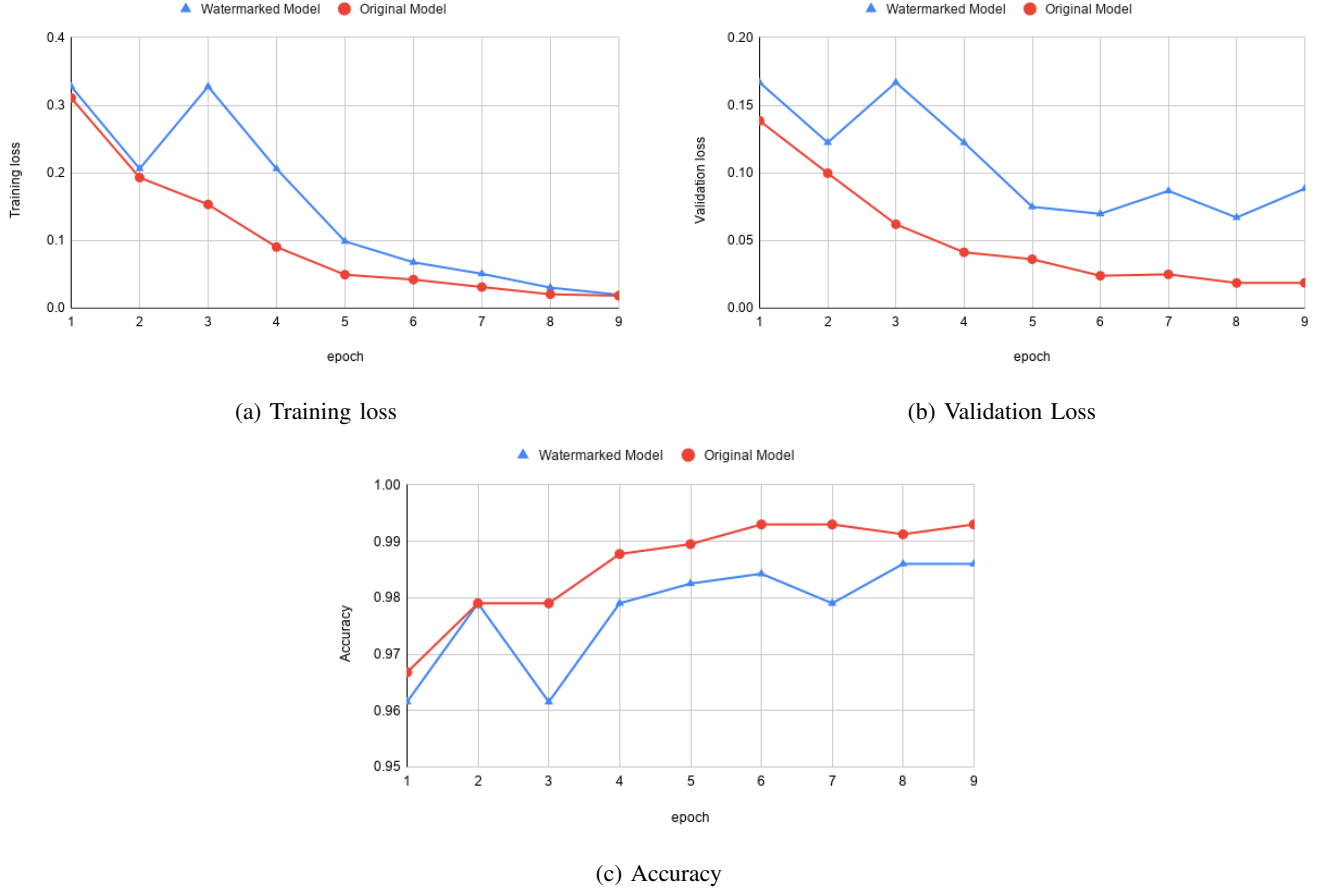 Watermarked Model Original Model
0.4
0.3
0.2
0.1
0.0
Training loss
1 2 3 4 5 6 7 8 9
epoch
(a) Training loss
Watermarked Model Original Model
0.20
0.15
0.10
0.05
0.00
Validation loss
1 2 3 4 5 6 7 8 9
epoch
(b) Validation Loss
Watermarked Model Original Model
1.00
0.99
0.98
0.97
0.96
0.95
Accuracy
1 2 3 4 5 6 7 8 9
epoch
(c) Accuracy